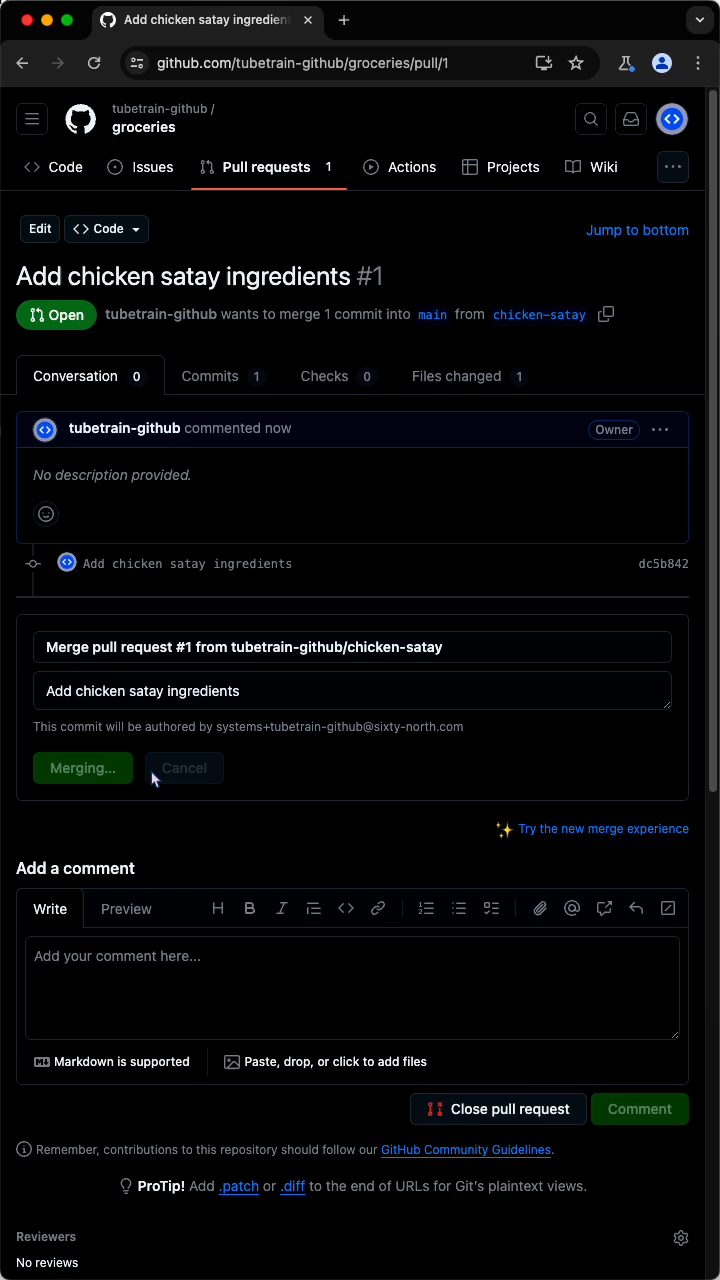 Add chicken satay ingredien
github.com/tubetrain-github/groceries/pull/1
tubetrain-github /
groceries
Code Issues Pull requests 1 Actions Projects Wiki
Edit Code Jump to bottom
Add chicken satay ingredients #1
Open tubetrain-github wants to merge 1 commit into main from chicken-satay
Conversation 0 Commits 1 Checks 0 Files changed 1
tubetrain-github commented now Owner
No description provided.
Add chicken satay ingredients dc5b842
Merge pull request #1 from tubetrain-github/chicken-satay
Add chicken satay ingredients
This commit will be authored by systems+tubetrain-github@sixty-north.com
Merging... Cancel
Try the new merge experience
Add a comment
Write Preview
Add your comment here...
Markdown is supported Paste, drop, or click to add files
Close pull request Comment
Remember, contributions to this repository should follow our GitHub Community Guidelines.
ProTip! Add .patch or .diff to the end of URLs for Git's plaintext views.
Reviewers
No reviews